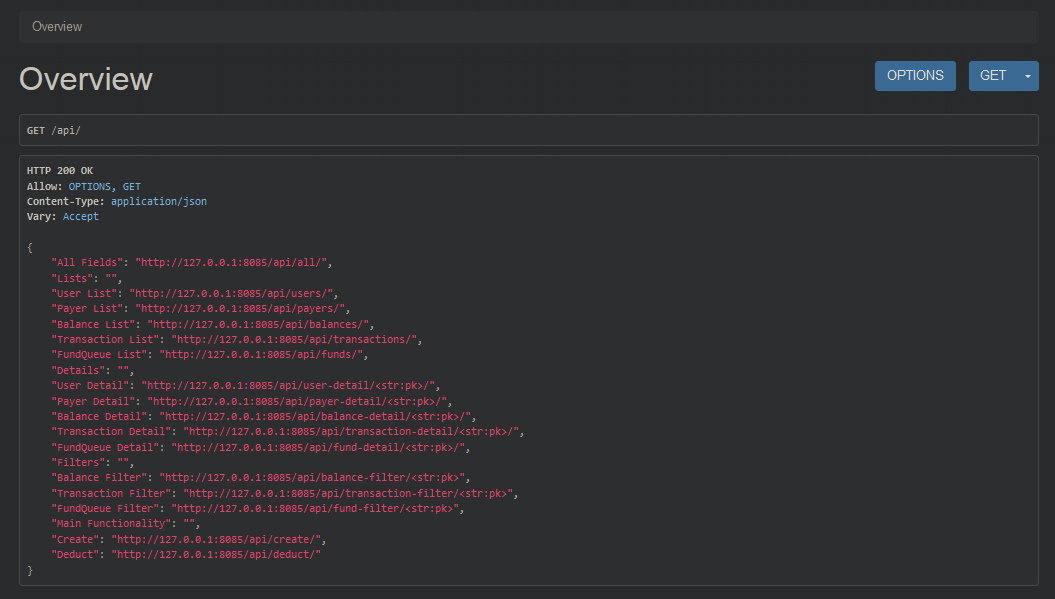 Overview
Overview
OPTIONS
GET
GET /api/
HTTP 200 OK
Allow: OPTIONS, GET
Content-Type: application/json
Vary: Accept
{
    "All Fields": "http://127.0.0.1:8085/api/all/",
    "Lists": "",
    "User List": "http://127.0.0.1:8085/api/users/",
    "Payer List": "http://127.0.0.1:8085/api/payers/",
    "Balance List": "http://127.0.0.1:8085/api/balances/",
    "Transaction List": "http://127.0.0.1:8085/api/transactions/",
    "FundQueue List": "http://127.0.0.1:8085/api/funds/",
    "Details": "",
    "User Detail": "http://127.0.0.1:8085/api/user-detail/<str:pk>/",
    "Payer Detail": "http://127.0.0.1:8085/api/payer-detail/<str:pk>/",
    "Balance Detail": "http://127.0.0.1:8085/api/balance-detail/<str:pk>/",
    "Transaction Detail": "http://127.0.0.1:8085/api/transaction-detail/<str:pk>/",
    "FundQueue Detail": "http://127.0.0.1:8085/api/fund-detail/<str:pk>/",
    "Filters": "",
    "Balance Filter": "http://127.0.0.1:8085/api/balance-filter/<str:pk>",
    "Transaction Filter": "http://127.0.0.1:8085/api/transaction-filter/<str:pk>",
    "FundQueue Filter": "http://127.0.0.1:8085/api/fund-filter/<str:pk>",
    "Main Functionality": "",
    "Create": "http://127.0.0.1:8085/api/create/",
    "Deduct": "http://127.0.0.1:8085/api/deduct/"
}